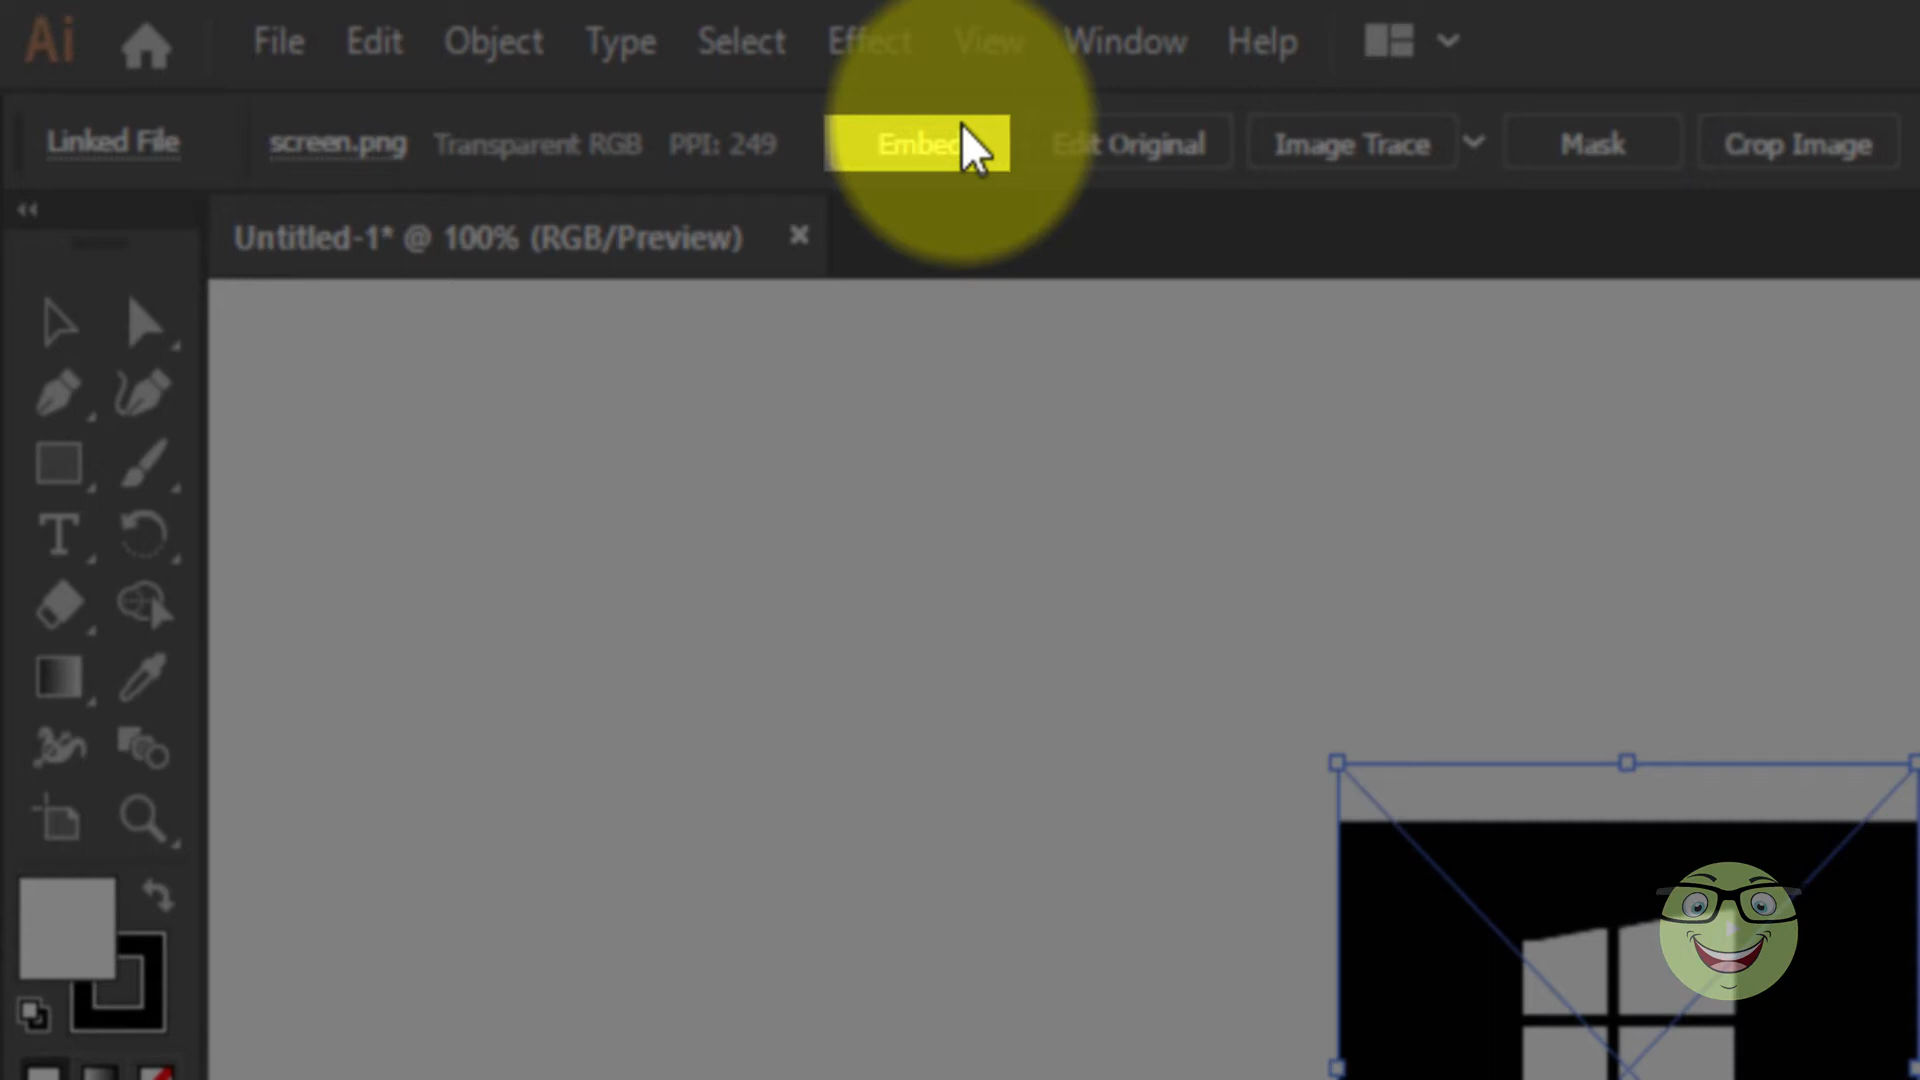 Ai File Edit Object Type Select Effect View Window Help
Linked File screen.png Transparent RGB PPI: 249 Embed Edit Original Image Trace Mask Crop Image
Untitled-1* @ 100% (RGB/Preview)